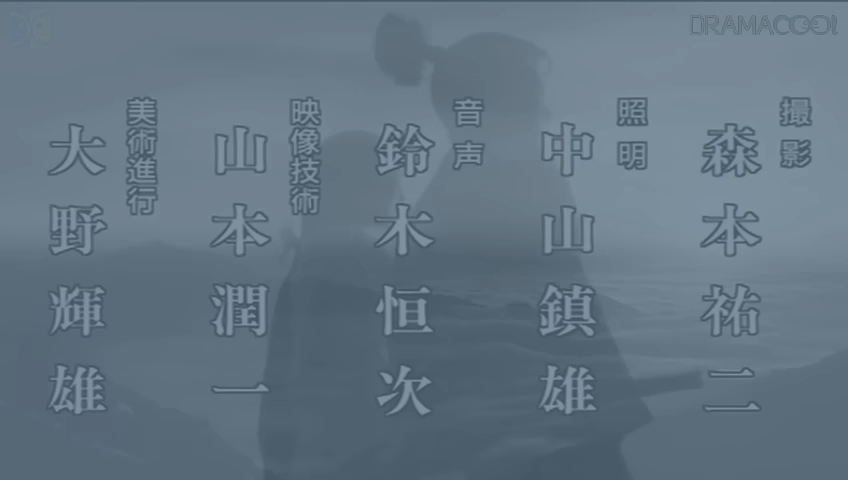 DRAMACOOL
撮影
森本祐二
照明
中山鎮雄
音声
鈴木恒次
映像技術
山本潤一
美術進行
大野輝雄